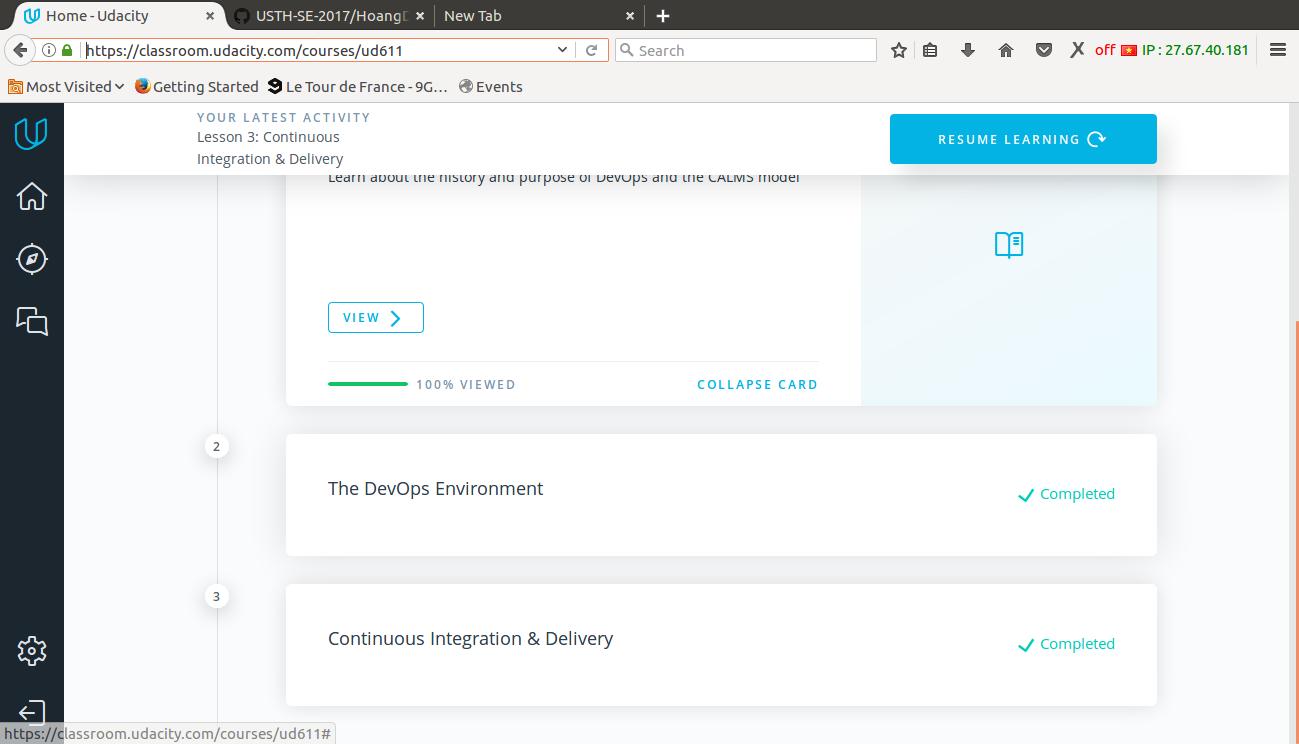 Home - Udacity
USTH-SE-2017/Hoang
New Tab
https://classroom.udacity.com/courses/ud611
Search
off
IP : 27.67.40.181
Most Visited
Getting Started
Le Tour de France - 9G…
Events
YOUR LATEST ACTIVITY
Lesson 3: Continuous
Integration & Delivery
RESUME LEARNING
Learn about the history and purpose of DevOps and the CALMS model
VIEW
100% VIEWED
COLLAPSE CARD
2
The DevOps Environment
Completed
3
Continuous Integration & Delivery
Completed
https://classroom.udacity.com/courses/ud611#